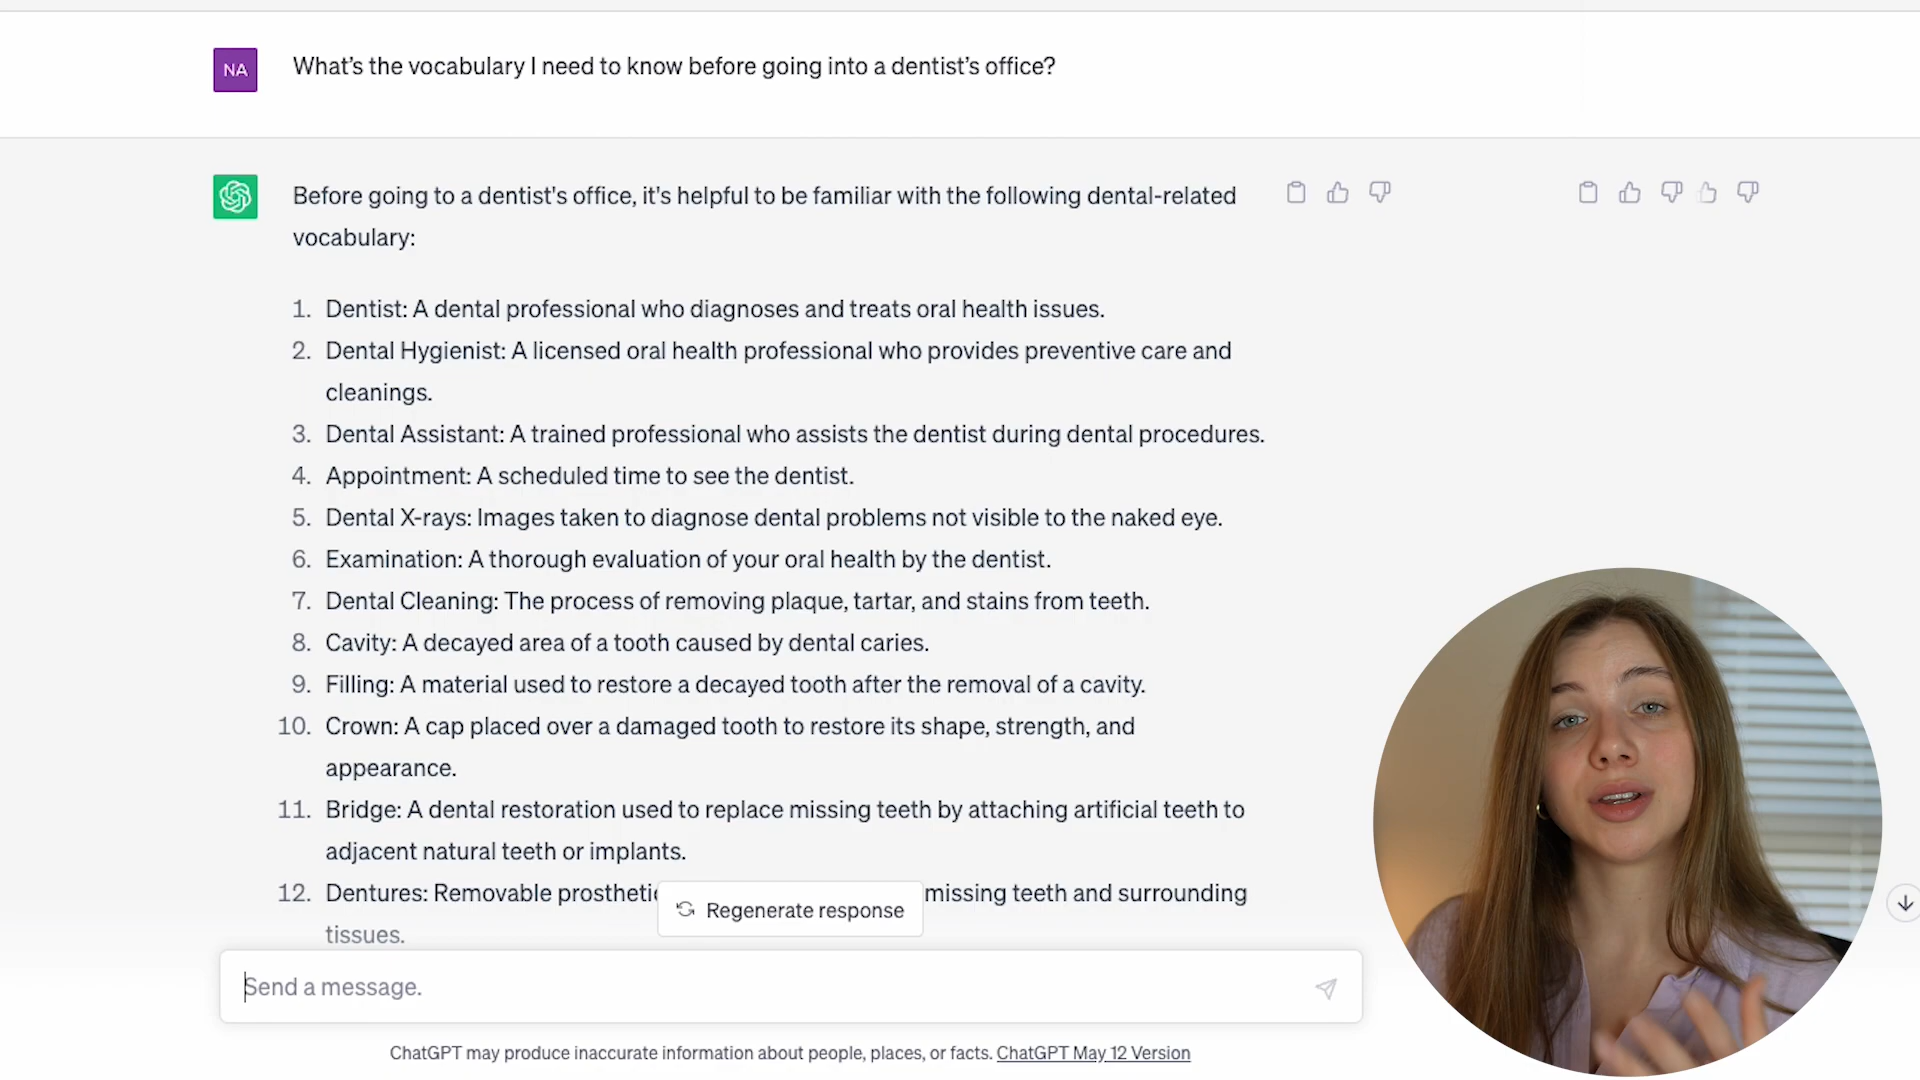 NA
What’s the vocabulary I need to know before going into a dentist’s office?
Before going to a dentist's office, it's helpful to be familiar with the following dental-related
vocabulary:
1. Dentist: A dental professional who diagnoses and treats oral health issues.
2. Dental Hygienist: A licensed oral health professional who provides preventive care and
cleanings.
3. Dental Assistant: A trained professional who assists the dentist during dental procedures.
4. Appointment: A scheduled time to see the dentist.
5. Dental X-rays: Images taken to diagnose dental problems not visible to the naked eye.
6. Examination: A thorough evaluation of your oral health by the dentist.
7. Dental Cleaning: The process of removing plaque, tartar, and stains from teeth.
8. Cavity: A decayed area of a tooth caused by dental caries.
9. Filling: A material used to restore a decayed tooth after the removal of a cavity.
10. Crown: A cap placed over a damaged tooth to restore its shape, strength, and
appearance.
11. Bridge: A dental restoration used to replace missing teeth by attaching artificial teeth to
adjacent natural teeth or implants.
12. Dentures: Removable missing teeth and surrounding
tissues.
Regenerate response
Send a message.
ChatGPT may produce inaccurate information about people, places, or facts. ChatGPT May 12 Version